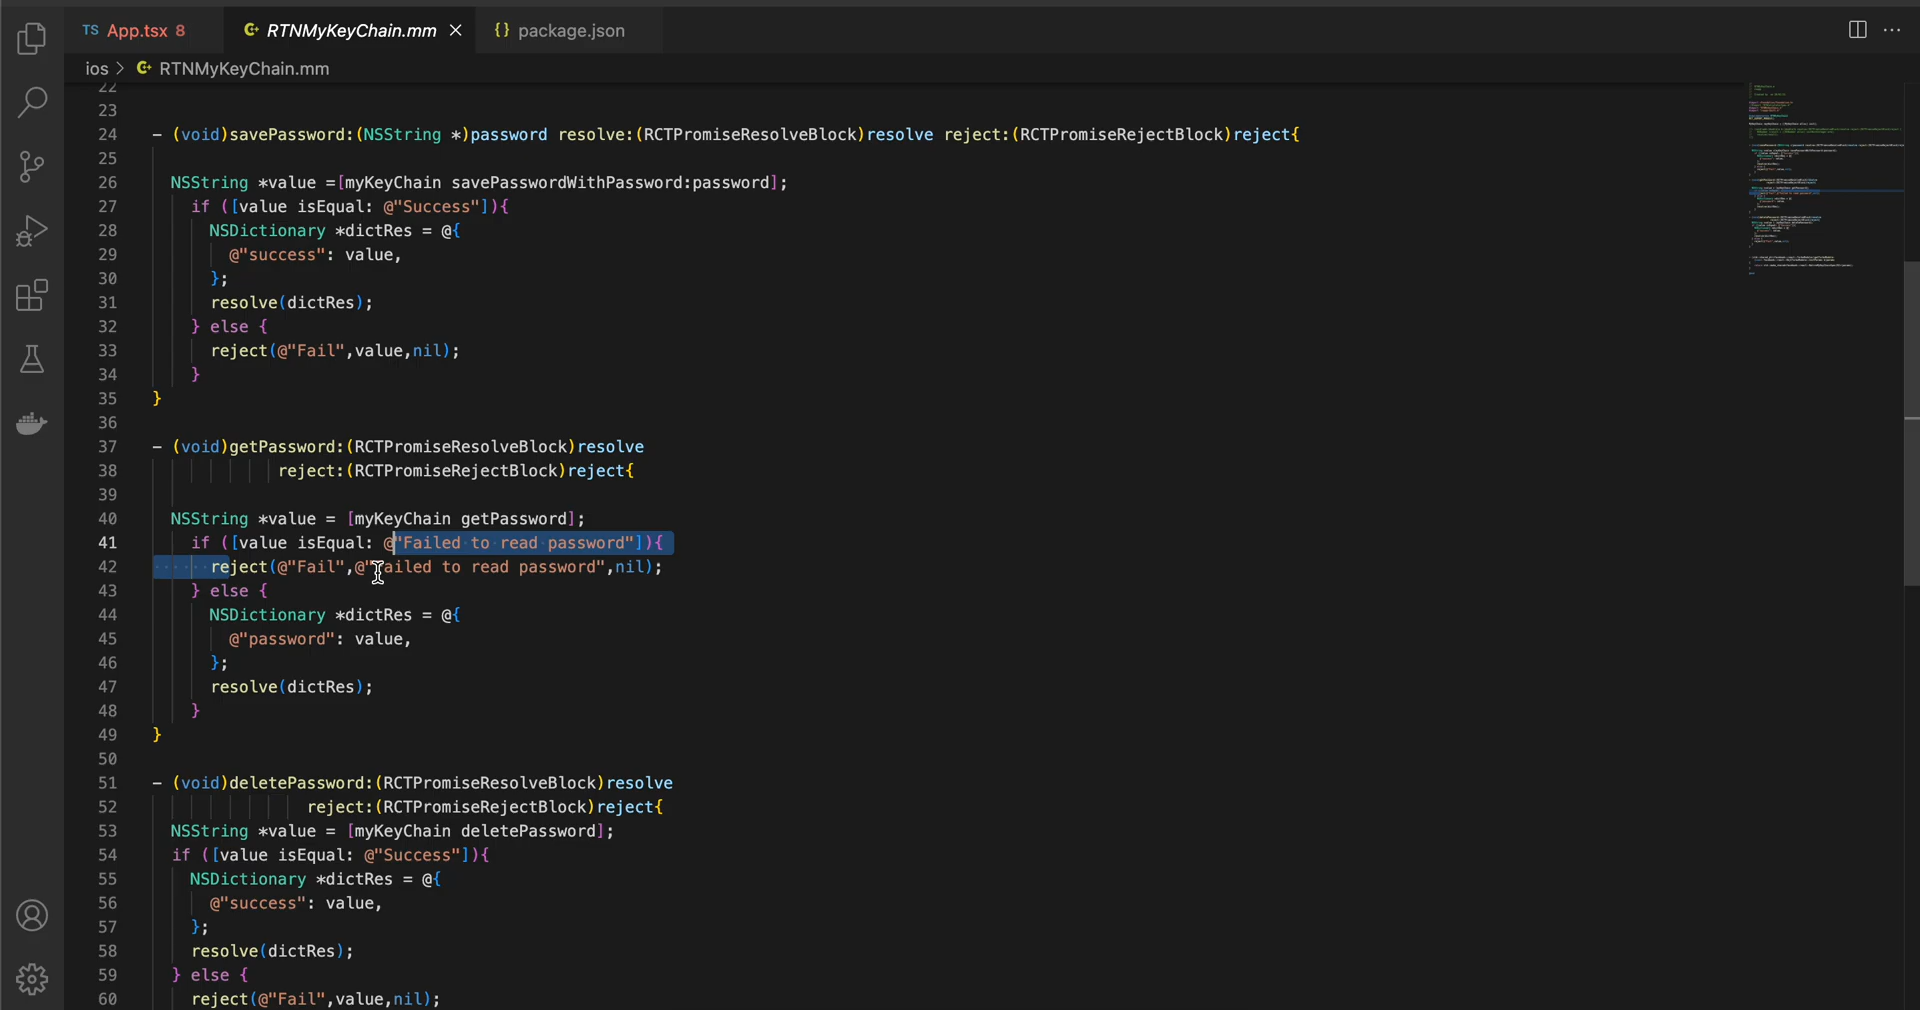 TS App.tsx 8 RTNMyKeyChain.mm package.json
ios > RTNMyKeyChain.mm
22
23
24 - (void)savePassword:(NSString *)password resolve:(RCTPromiseResolveBlock)resolve reject:(RCTPromiseRejectBlock)reject{
25
26 NSString *value =[myKeyChain savePasswordWithPassword:password];
27 if ([value isEqual: @"Success"]){
28 NSDictionary *dictRes = @{
29 @"success": value,
30 };
31 resolve(dictRes);
32 } else {
33 reject(@"Fail",value,nil);
34 }
35 }
36
37 - (void)getPassword:(RCTPromiseResolveBlock)resolve
38 reject:(RCTPromiseRejectBlock)reject{
39
40 NSString *value = [myKeyChain getPassword];
41 if ([value isEqual: @"Failed to read password"]){
42 reject(@"Fail",@"Failed to read password",nil);
43 } else {
44 NSDictionary *dictRes = @{
45 @"password": value,
46 };
47 resolve(dictRes);
48 }
49 }
50
51 - (void)deletePassword:(RCTPromiseResolveBlock)resolve
52 reject:(RCTPromiseRejectBlock)reject{
53 NSString *value = [myKeyChain deletePassword];
54 if ([value isEqual: @"Success"]){
55 NSDictionary *dictRes = @{
56 @"success": value,
57 };
58 resolve(dictRes);
59 } else {
60 reject(@"Fail",value,nil);